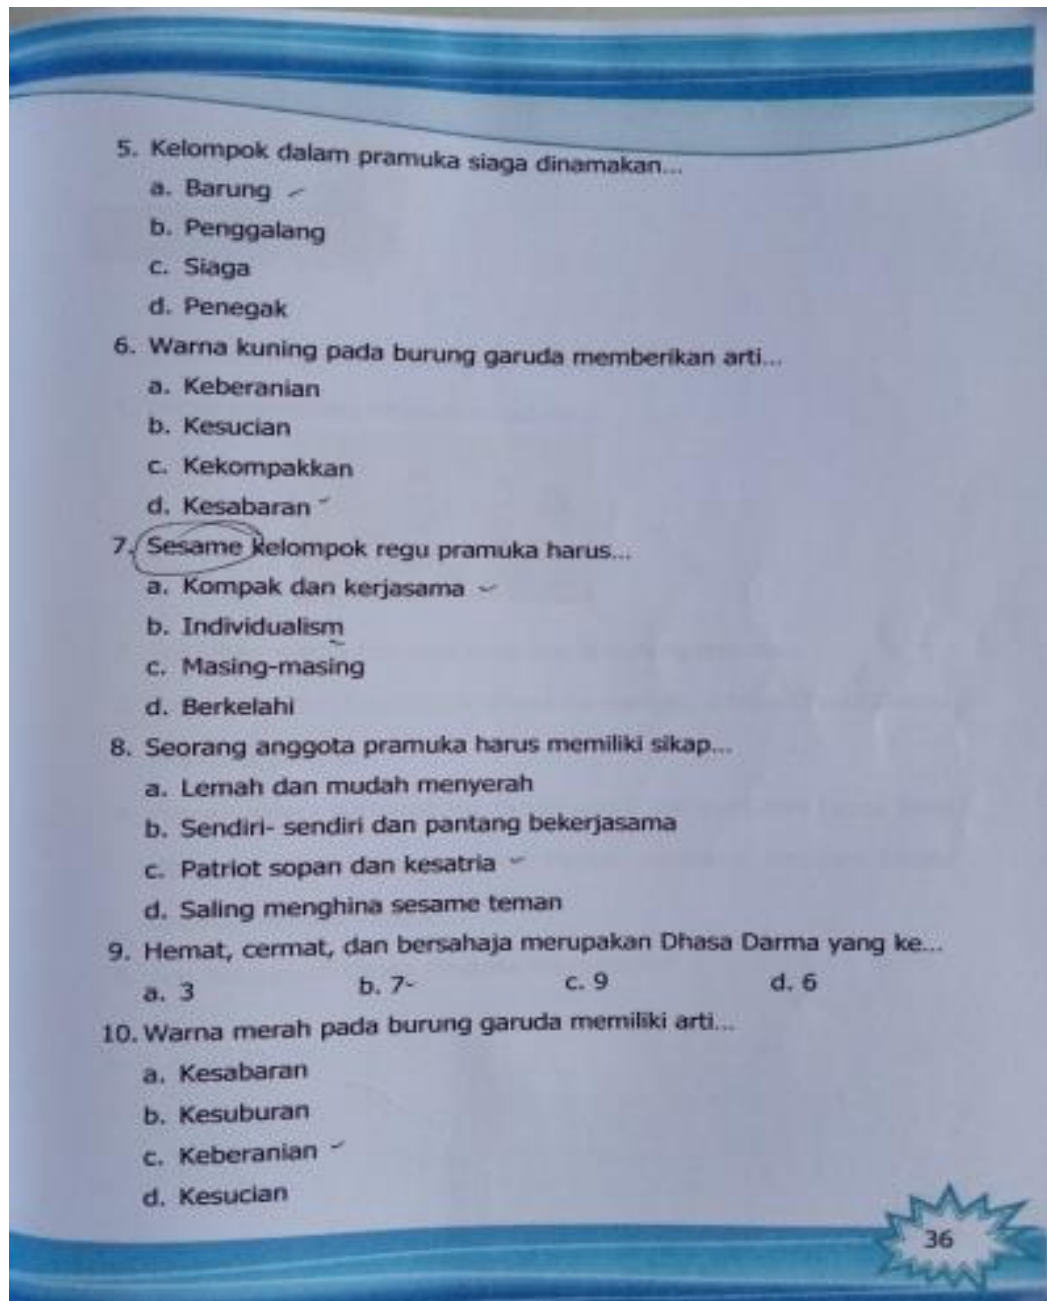 5. Kelompok dalam pramuka siaga dinamakan...
a. Barung
b. Penggalang
c. Siaga
d. Penegak
6. Warna kuning pada burung garuda memberikan arti...
a. Keberanian
b. Kesucian
c. Kekompakkan
d. Kesabaran
7. Sesame kelompok regu pramuka harus...
a. Kompak dan kerjasama
b. Individualism
c. Masing-masing
d. Berkelahi
8. Seorang anggota pramuka harus memiliki sikap...
a. Lemah dan mudah menyerah
b. Sendiri- sendiri dan pantang bekerjasama
c. Patriot sopan dan kesatria
d. Saling menghina sesame teman
9. Hemat, cermat, dan bersahaja merupakan Dhasa Darma yang ke...
a. 3 b. 7 c. 9 d. 6
10. Warna merah pada burung garuda memiliki arti...
a. Kesabaran
b. Kesuburan
c. Keberanian
d. Kesucian
36